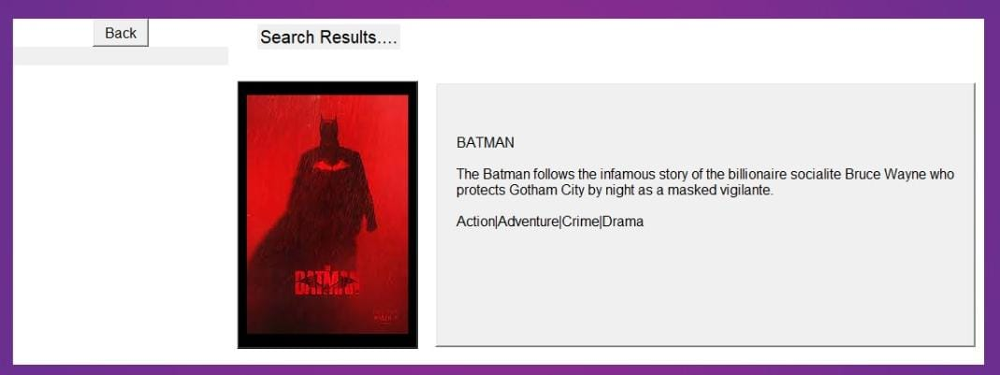 Back
Search Results....
BATMAN
The Batman follows the infamous story of the billionaire socialite Bruce Wayne who
protects Gotham City by night as a masked vigilante.
Action|Adventure|Crime|Drama
THE
BATMAN